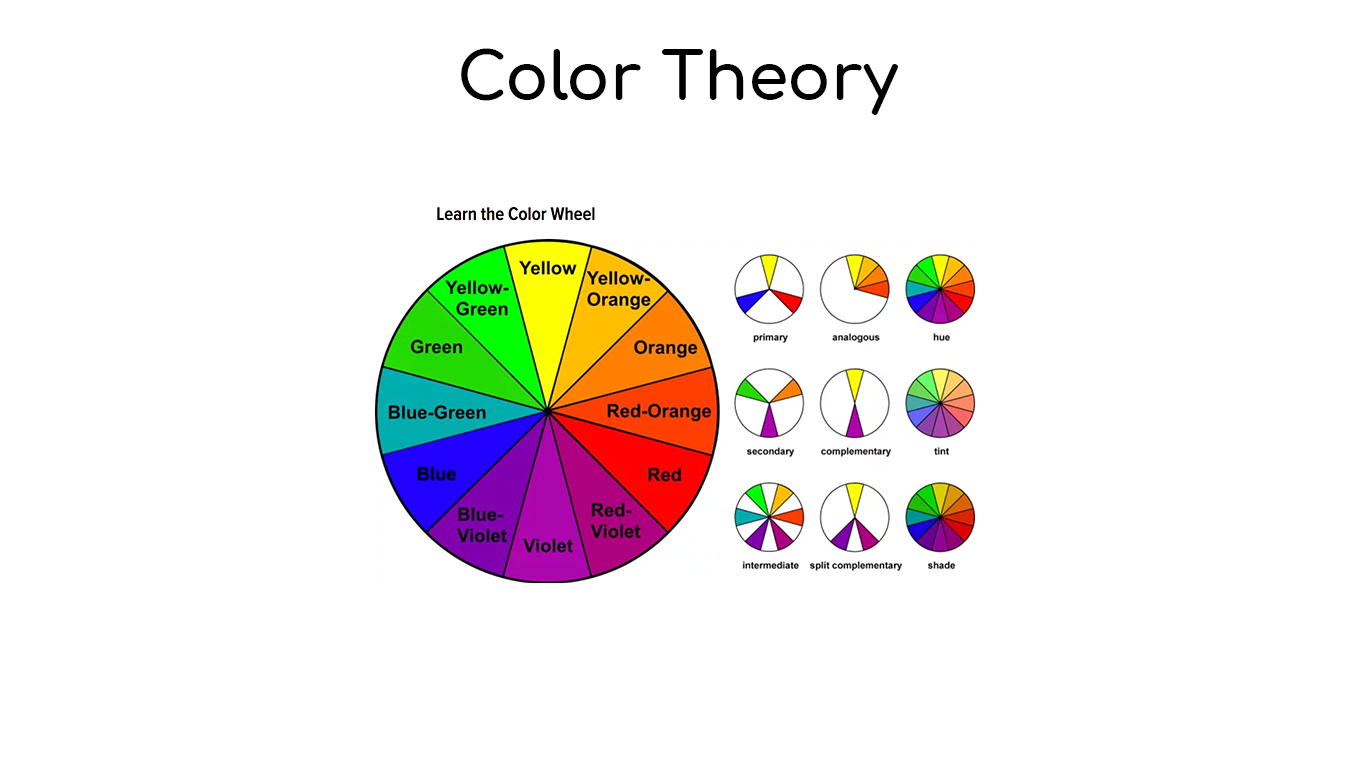 Color Theory
Learn the Color Wheel
Yellow
Yellow-
Orange
Orange
Red-Orange
Red
Red-
Violet
Violet
Blue-
Violet
Blue
Blue-Green
Green
Yellow-
Green
primary
analogous
hue
secondary
complementary
tint
intermediate
split complementary
shade